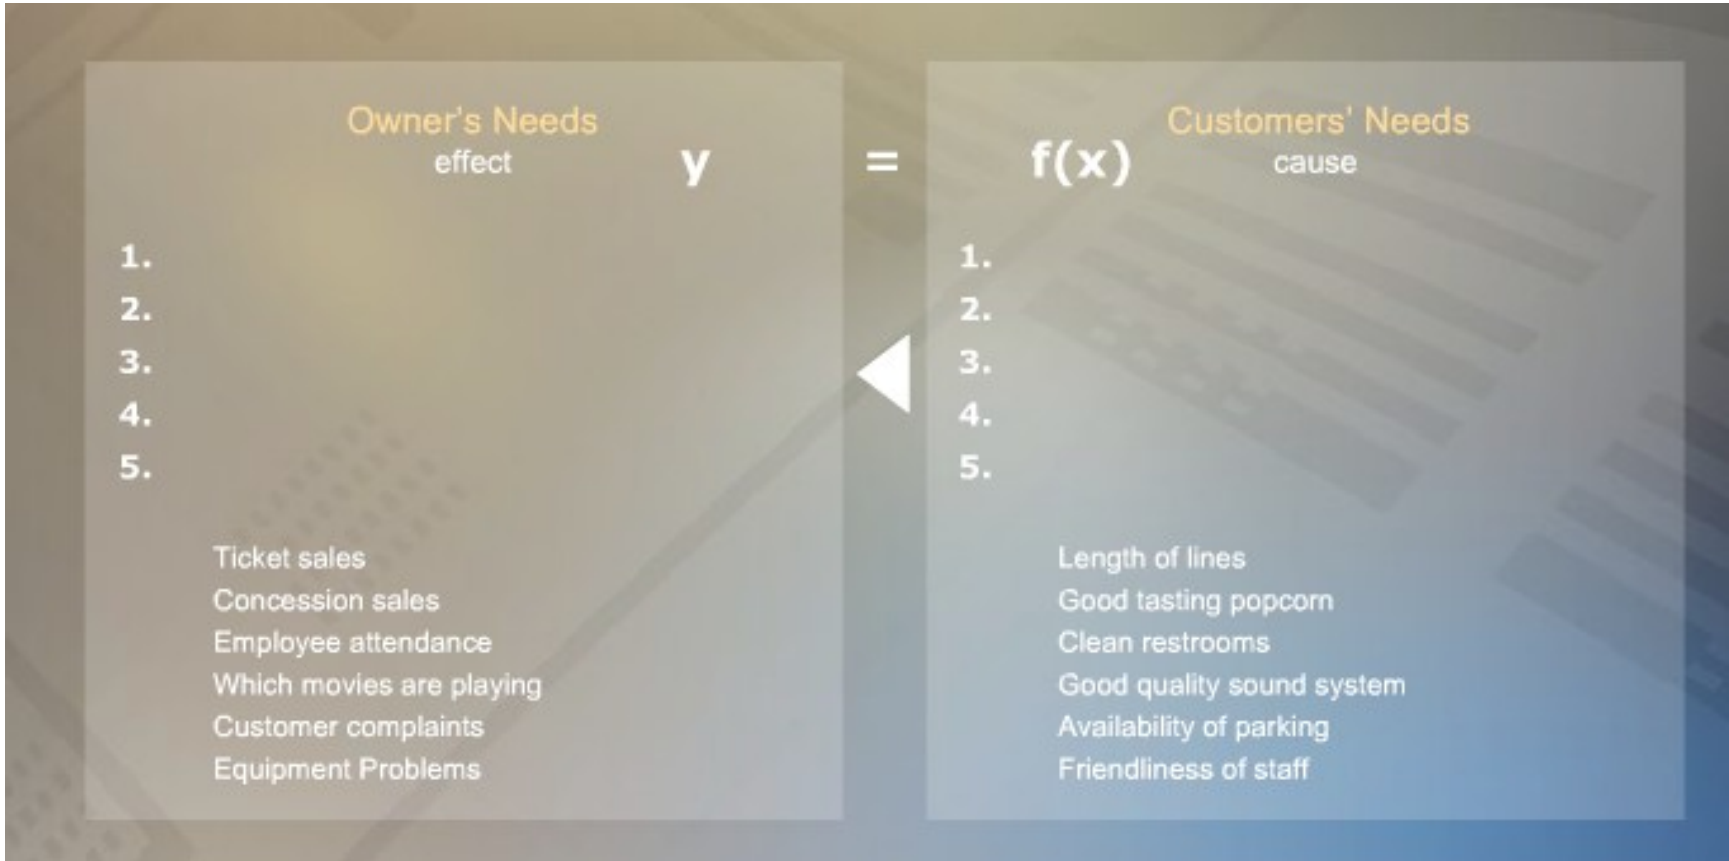 Owner's Needs
effect
y
=
f(x)
Customers' Needs
cause
1.
2.
3.
4.
5.
Ticket sales
Concession sales
Employee attendance
Which movies are playing
Customer complaints
Equipment Problems
1.
2.
3.
4.
5.
Length of lines
Good tasting popcorn
Clean restrooms
Good quality sound system
Availability of parking
Friendliness of staff